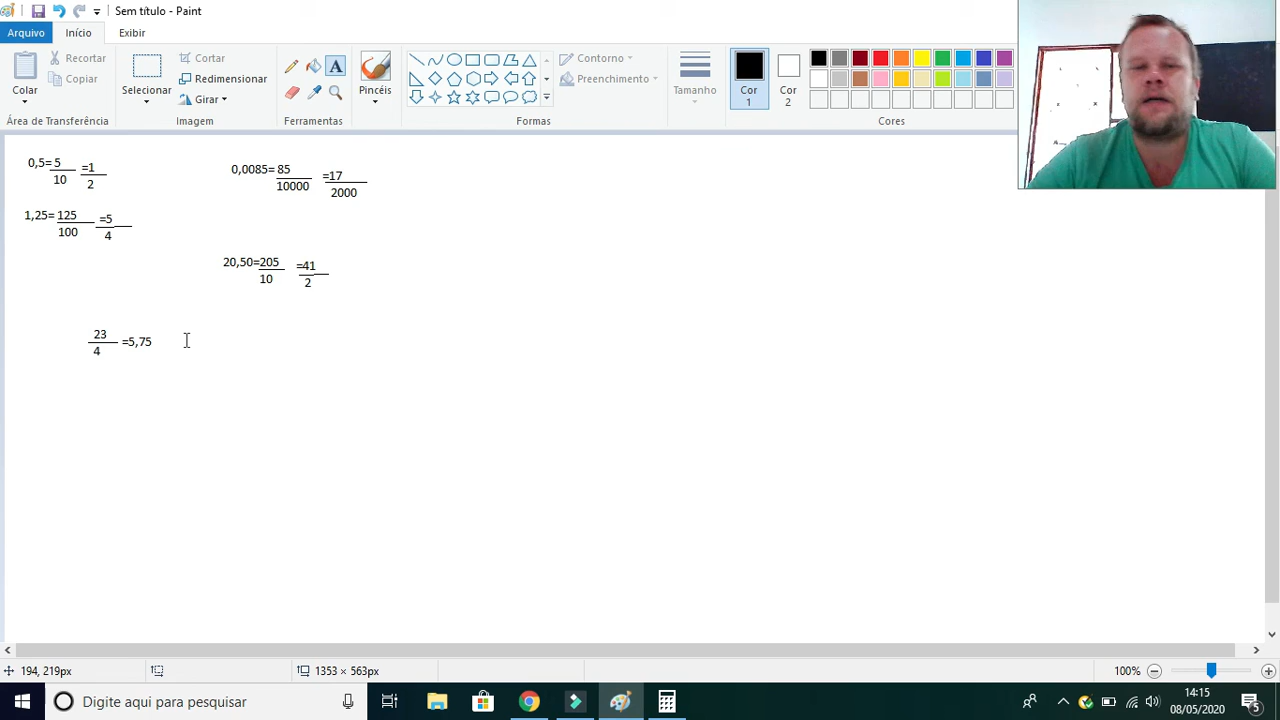 Sem título - Paint
Arquivo Início Exibir
Colar
Recortar
Copiar
Área de Transferência
Selecionar
Cortar
Redimensionar
Girar
Imagem
A
Ferramentas
Pincéis
Contorno
Preenchimento
Formas
Tamanho
Cor
1
Cor
2
Cores
0,5=5 =1
10 2
0,0085= 85 =17
10000 2000
1,25= 125 =5
100 4
20,50=205 =41
10 2
23
4 =5,75
194, 219px
1353 × 563px
100%
Digite aqui para pesquisar
14:15
08/05/2020
5